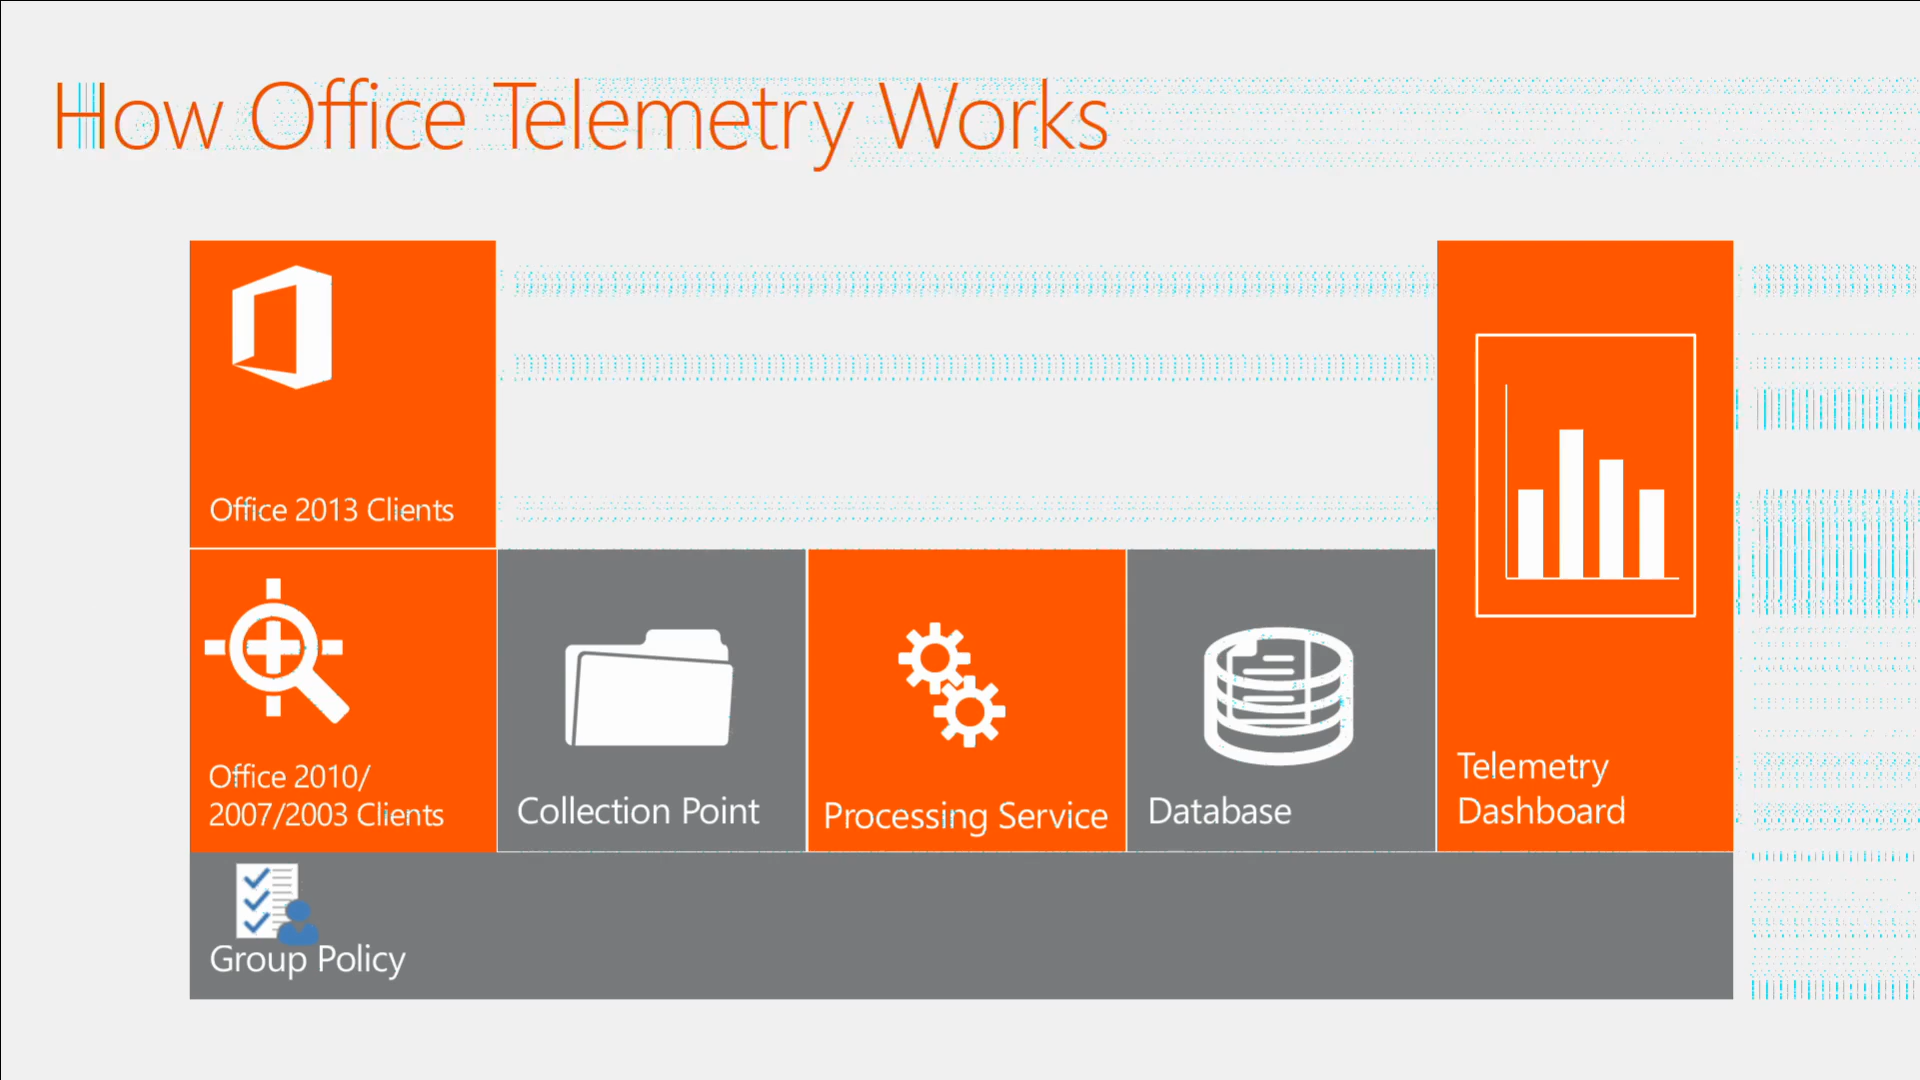 How Office Telemetry Works
Office 2013 Clients
Office 2010/
2007/2003 Clients
Collection Point
Processing Service
Database
Telemetry
Dashboard
Group Policy